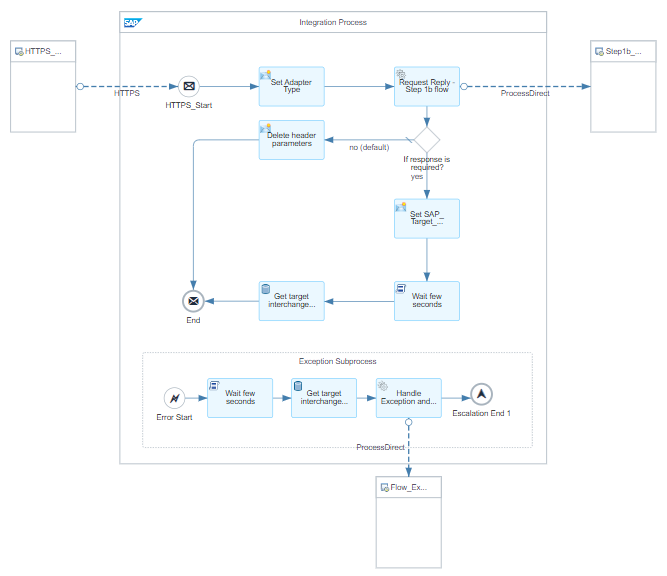 SAP
Integration Process
HTTPS_...
Step1b_...
HTTPS
HTTPS_Start
Set Adapter
Type
Request Reply -
Step 1b flow
ProcessDirect
Delete header
parameters
no (default)
If response is
required?
yes
Set SAP_
Target_...
Get target
interchange...
Wait few
seconds
End
Exception Subprocess
Error Start
Wait few
seconds
Get target
interchange...
Handle
Exception and...
Escalation End 1
ProcessDirect
Flow_Ex...